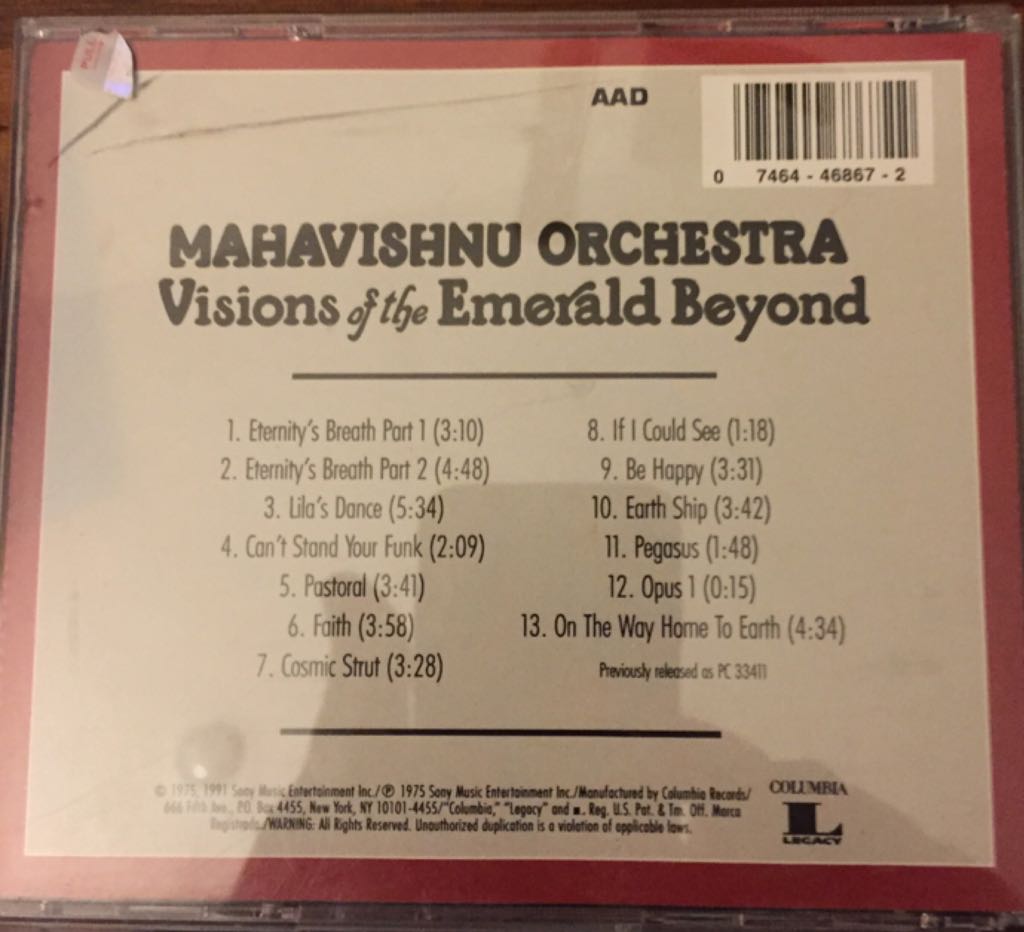 PULL
AAD
0 7464 - 46867 - 2
MAHAVISHNU ORCHESTRA
Visions of the Emerald Beyond
1. Eternity's Breath Part 1 (3:10)
2. Eternity's Breath Part 2 (4:48)
3. Lila's Dance (5:34)
4. Can't Stand Your Funk (2:09)
5. Pastoral (3:41)
6. Faith (3:58)
7. Cosmic Strut (3:28)
8. If I Could See (1:18)
9. Be Happy (3:31)
10. Earth Ship (3:42)
11. Pegasus (1:48)
12. Opus 1 (0:15)
13. On The Way Home To Earth (4:34)
Previously released as PC 33411
© 1975, 1991 Sony Music Entertainment Inc./℗ 1975 Sony Music Entertainment Inc./Manufactured by Columbia Records/
666 Fifth Ave., P.O. Box 4455, New York, NY 10101-4455/"Columbia," "Legacy" and . Reg. U.S. Pat. & Tm. Off. Marca
Registrada./WARNING: All Rights Reserved. Unauthorized duplication is a violation of applicable laws.
COLUMBIA
L
LEGACY